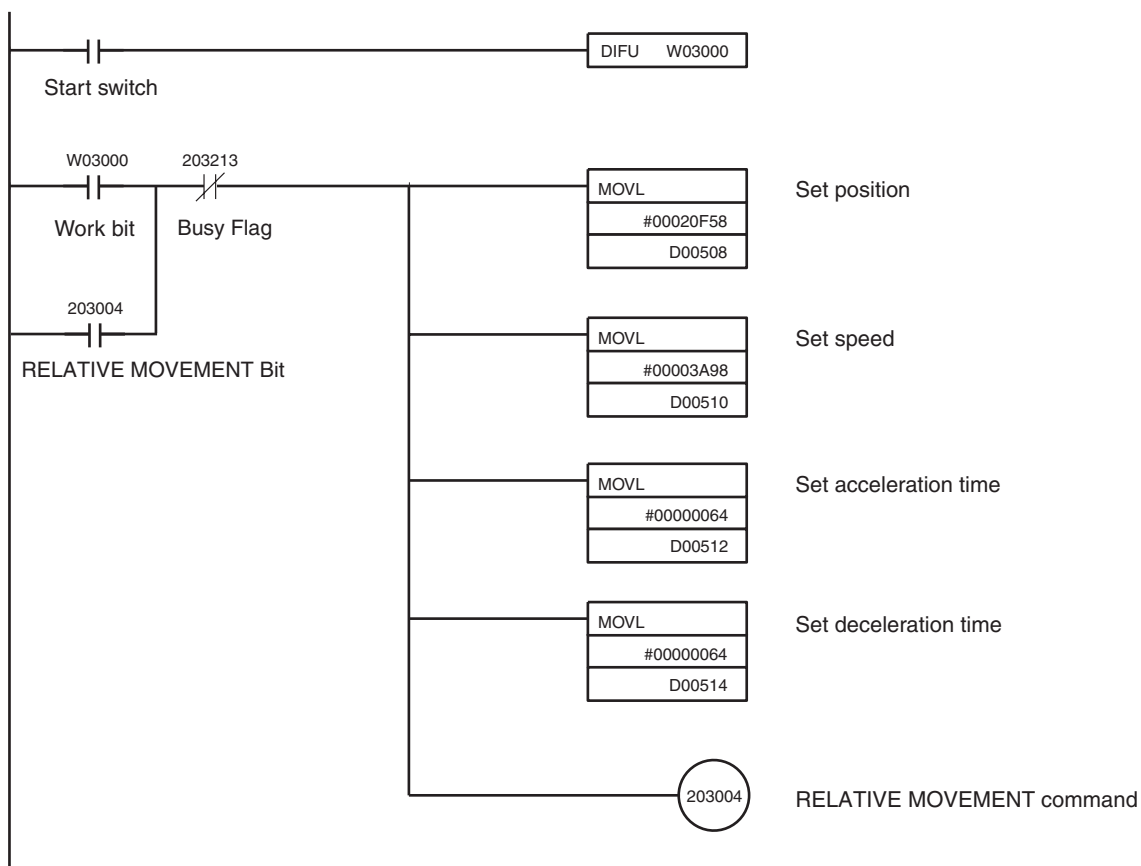 DIFU W03000
Start switch
W03000 203213
MOVL Set position
#00020F58
Work bit Busy Flag
D00508
203004
MOVL Set speed
RELATIVE MOVEMENT Bit
#00003A98
D00510
MOVL Set acceleration time
#00000064
D00512
MOVL Set deceleration time
#00000064
D00514
203004 RELATIVE MOVEMENT command